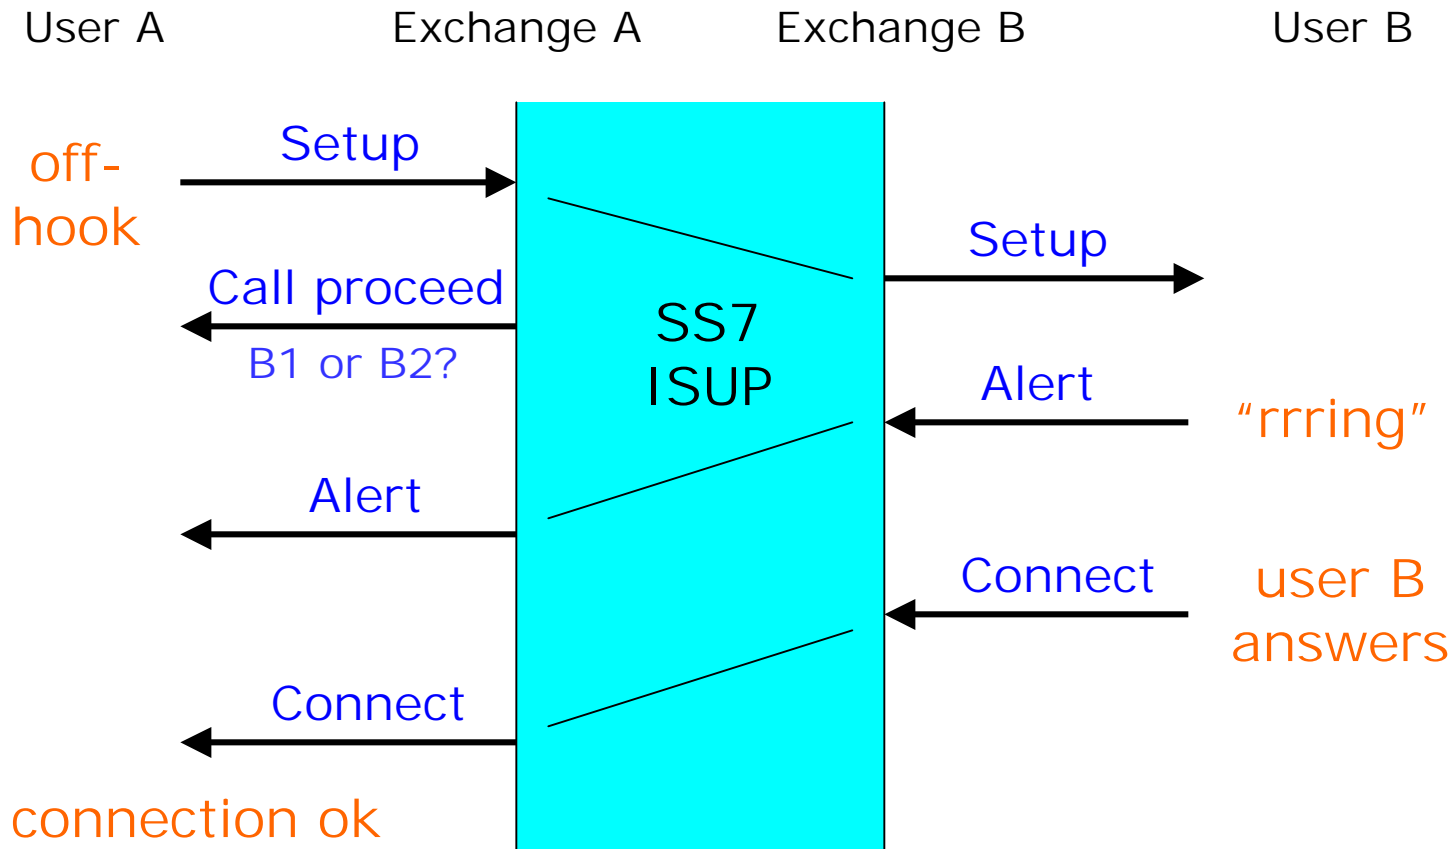 User A
Exchange A
Exchange B
User B
Setup
off-
hook
Setup
Call proceed
B1 or B2?
SS7
ISUP
Alert
“rrring”
Alert
Connect
user B
answers
Connect
connection ok